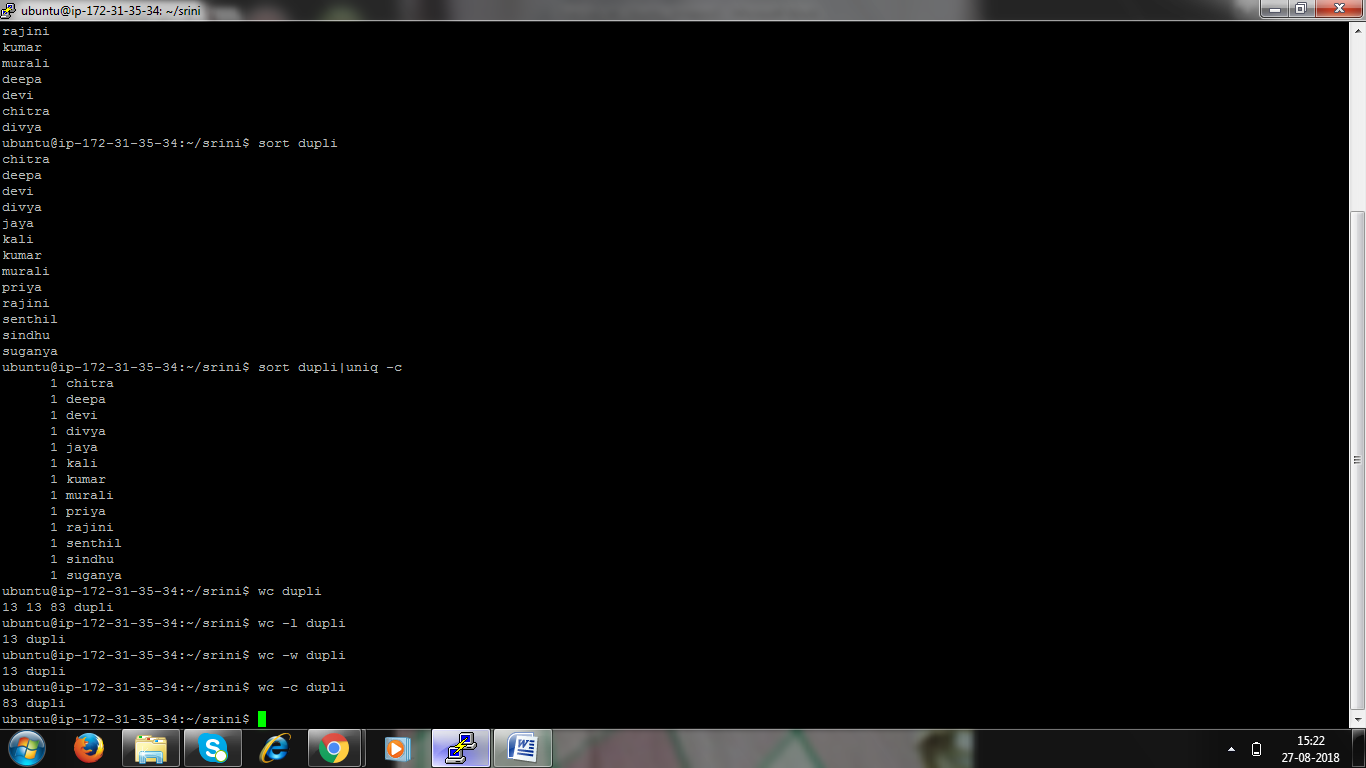 ubuntu@ip-172-31-35-34: ~/srini
rajini
kumar
murali
deepa
devi
chitra
divya
ubuntu@ip-172-31-35-34:~/srini$ sort dupli
chitra
deepa
devi
divya
jaya
kali
kumar
murali
priya
rajini
senthil
sindhu
suganya
ubuntu@ip-172-31-35-34:~/srini$ sort dupli|uniq -c
1 chitra
1 deepa
1 devi
1 divya
1 jaya
1 kali
1 kumar
1 murali
1 priya
1 rajini
1 senthil
1 sindhu
1 suganya
ubuntu@ip-172-31-35-34:~/srini$ wc dupli
13 13 83 dupli
ubuntu@ip-172-31-35-34:~/srini$ wc -l dupli
13 dupli
ubuntu@ip-172-31-35-34:~/srini$ wc -w dupli
13 dupli
ubuntu@ip-172-31-35-34:~/srini$ wc -c dupli
83 dupli
ubuntu@ip-172-31-35-34:~/srini$
15:22
27-08-2018